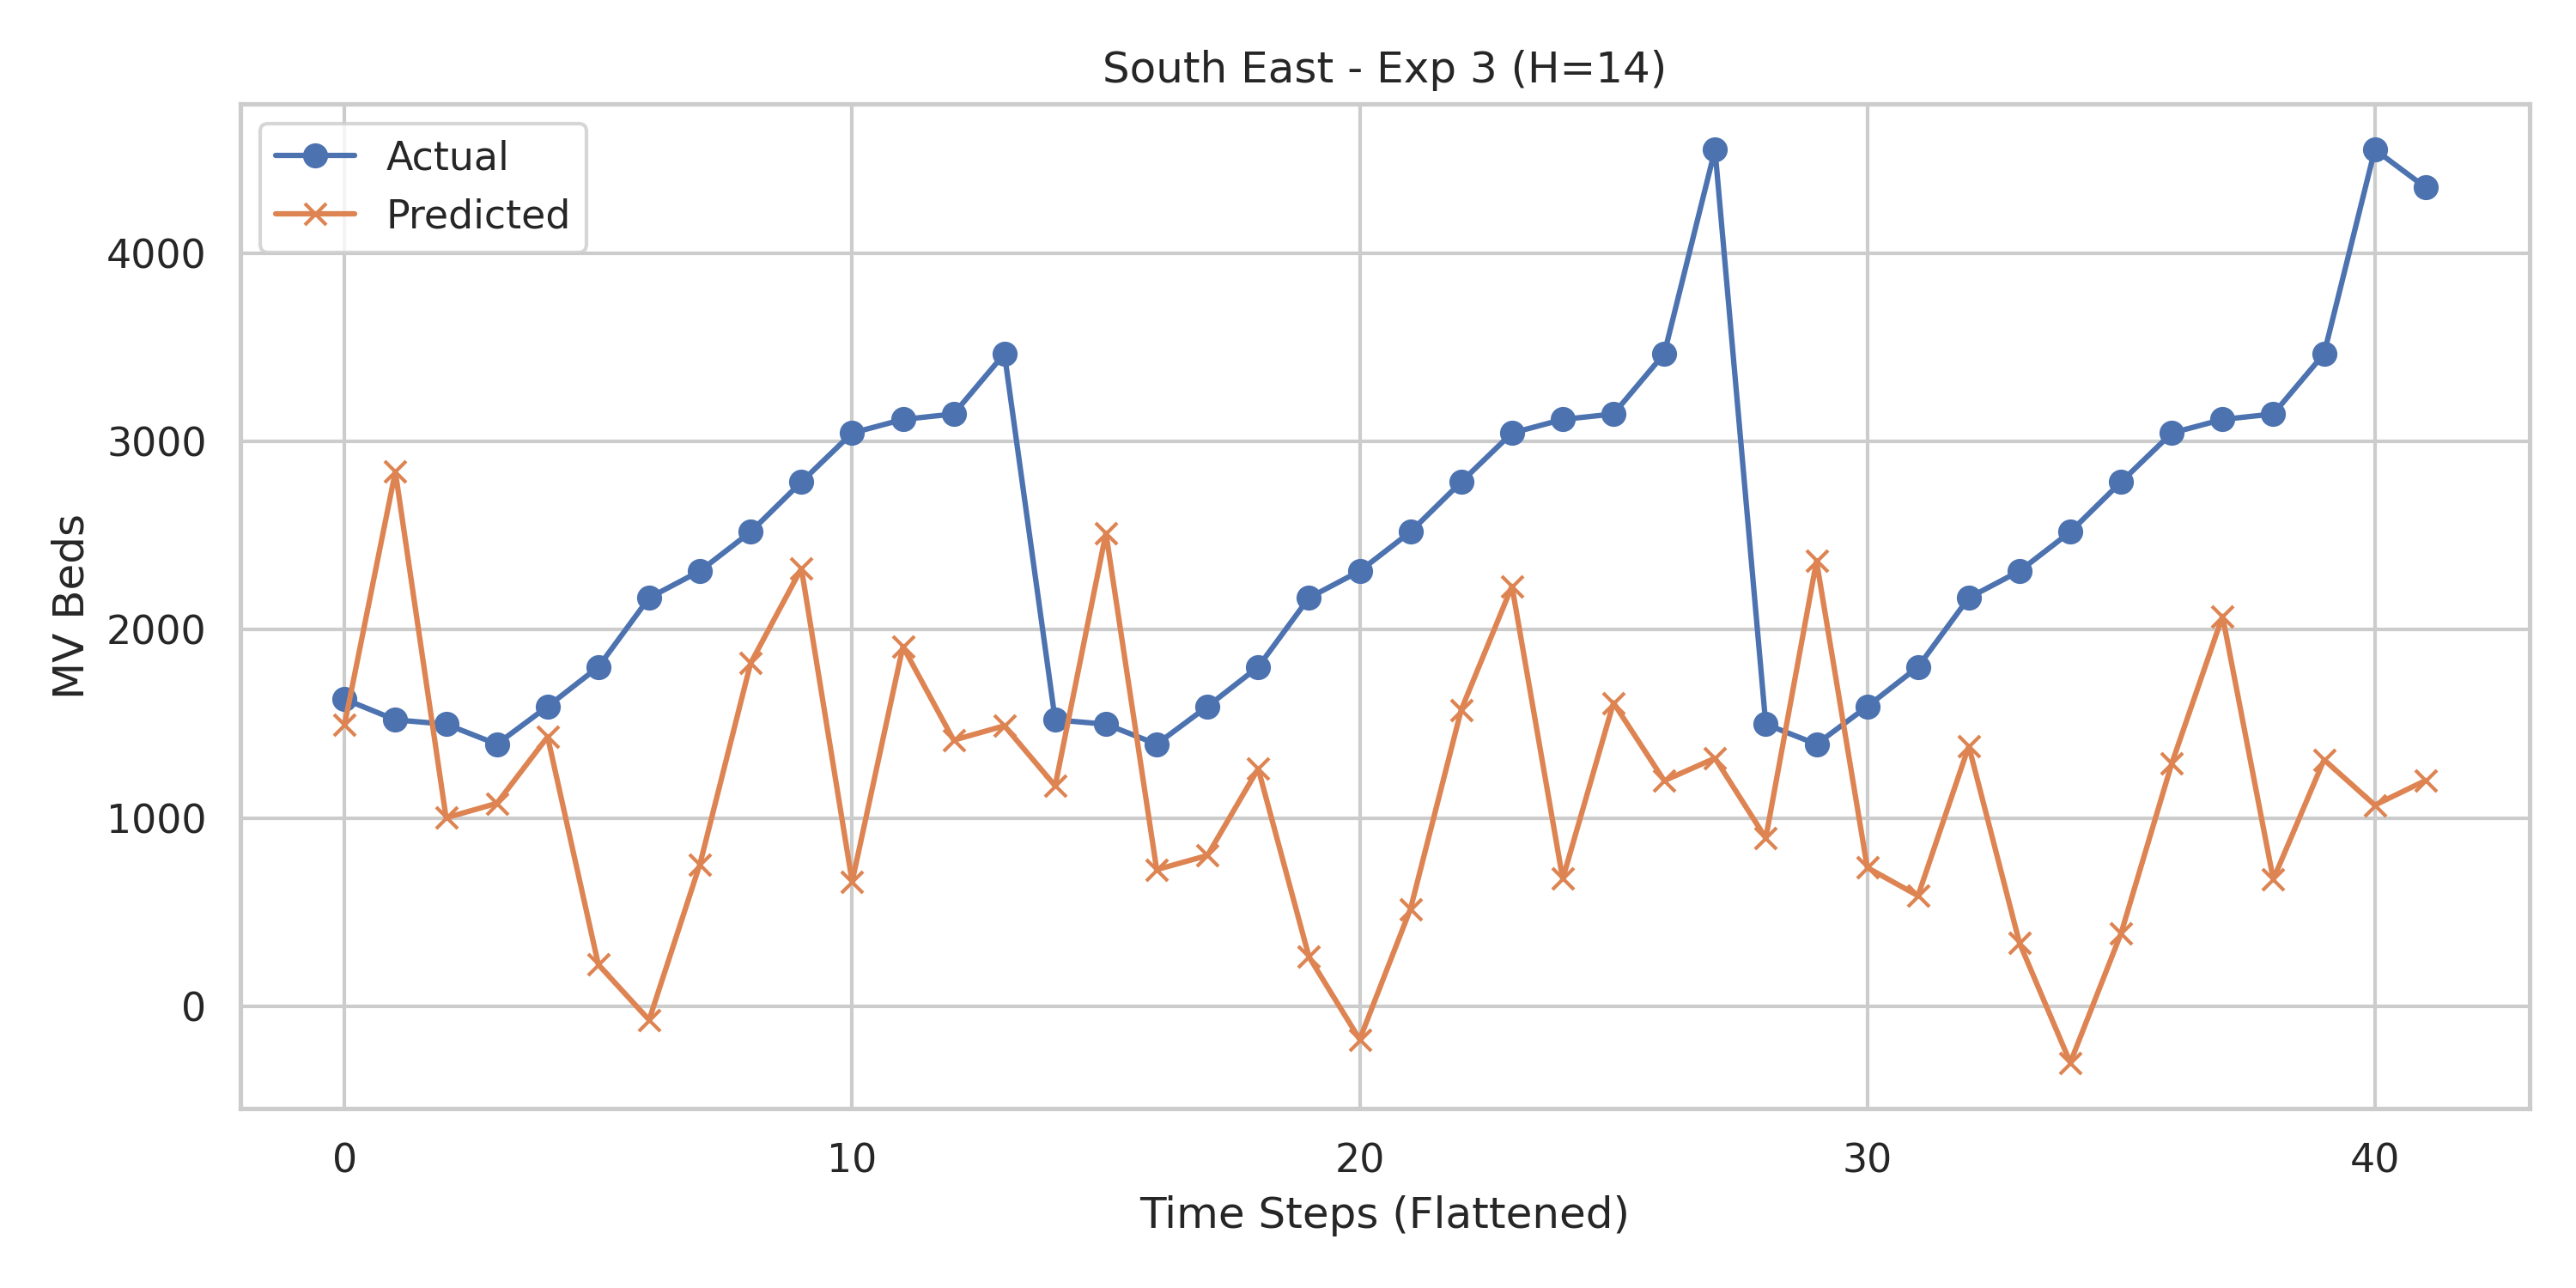 South East - Exp 3 (H=14)
Actual
Predicted
MV Beds
4000
3000
2000
1000
0
0 10 20 30 40
Time Steps (Flattened)